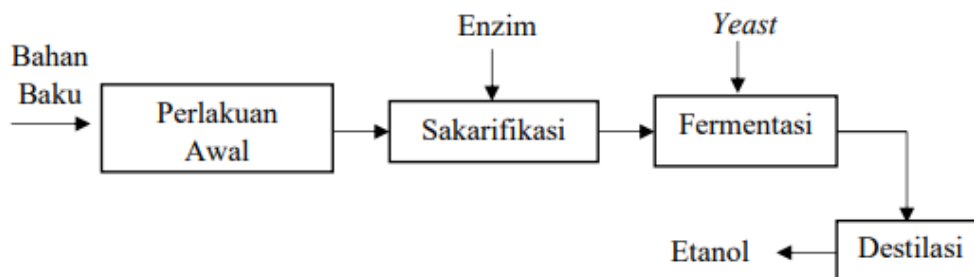 Bahan
Baku
Perlakuan
Awal
Enzim
Sakarifikasi
Yeast
Fermentasi
Destilasi
Etanol